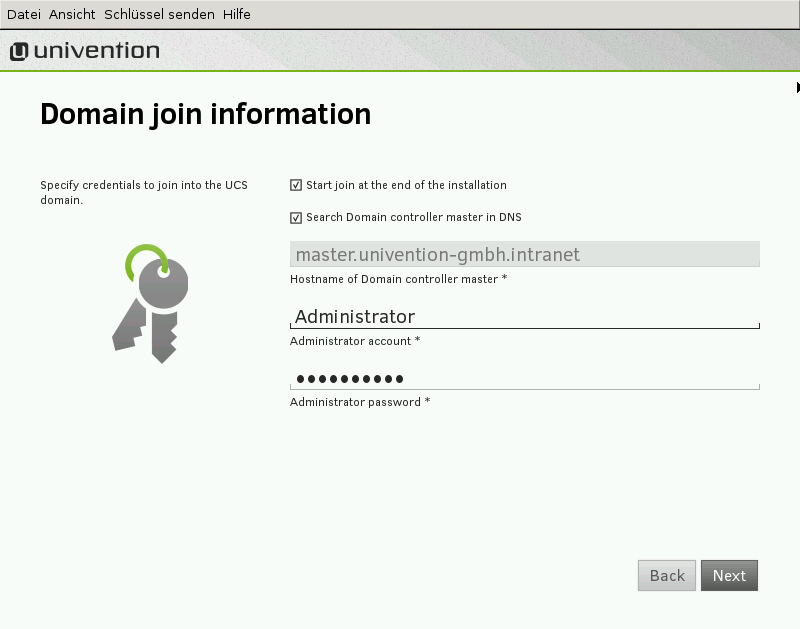 Datei Ansicht Schlüssel senden Hilfe
univention
Domain join information
Specify credentials to join into the UCS
domain.
Start join at the end of the installation
Search Domain controller master in DNS
master.univention-gmbh.intranet
Hostname of Domain controller master *
Administrator
Administrator account *
●●●●●●●●●●
Administrator password *
Back Next